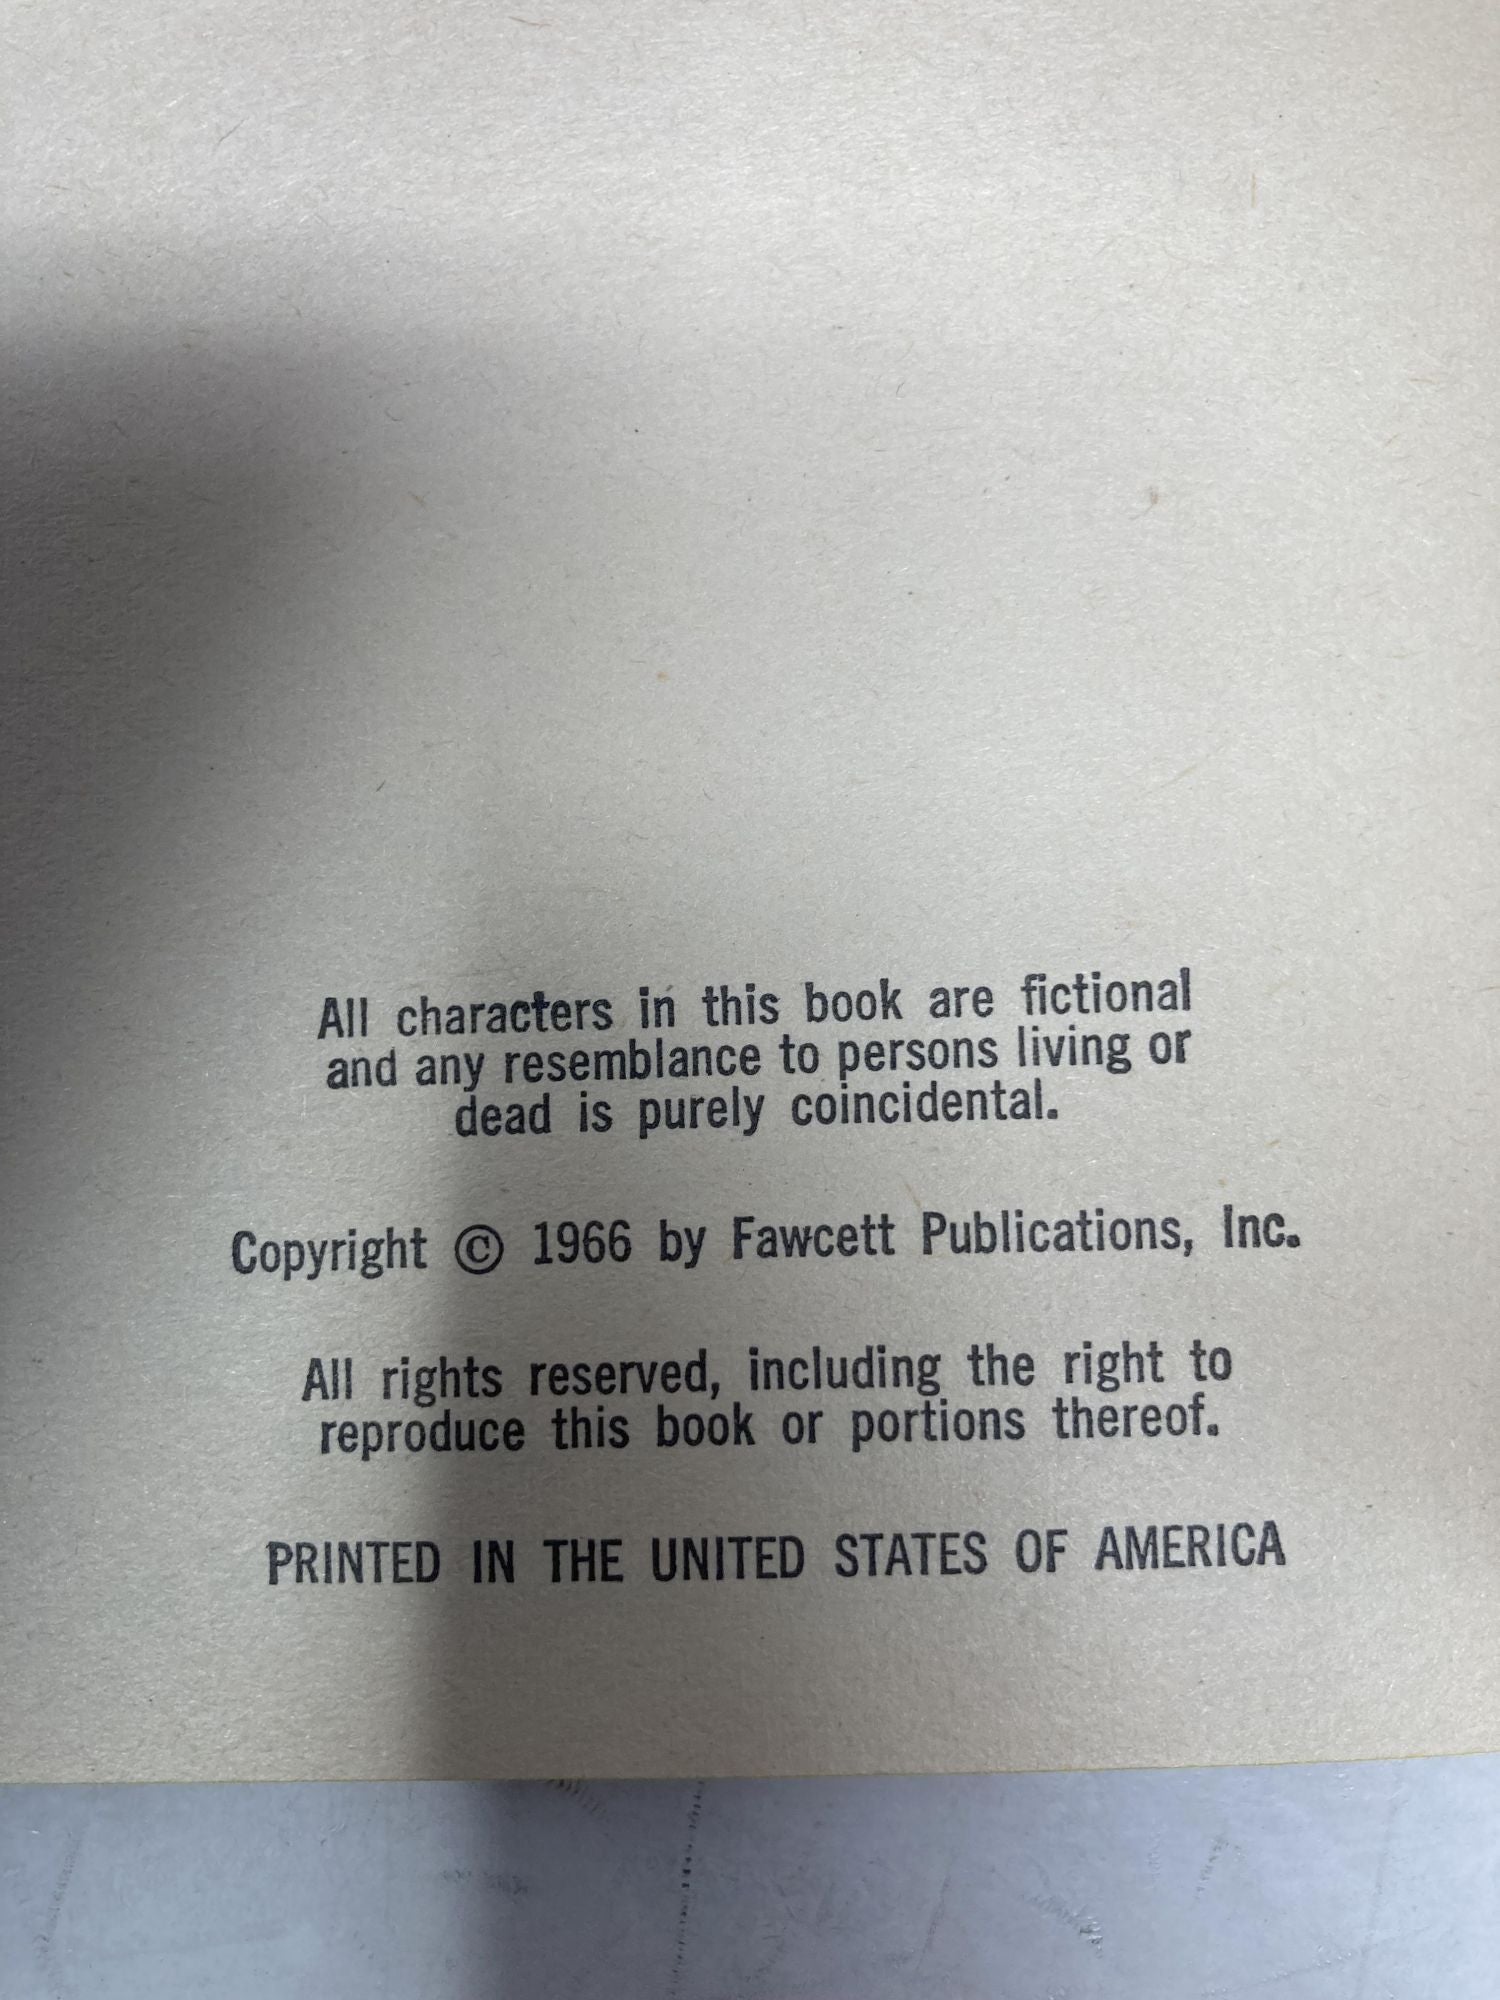 All characters in this book are fictional
and any resemblance to persons living or
dead is purely coincidental.
Copyright © 1966 by Fawcett Publications, Inc.
All rights reserved, including the right to
reproduce this book or portions thereof.
PRINTED IN THE UNITED STATES OF AMERICA